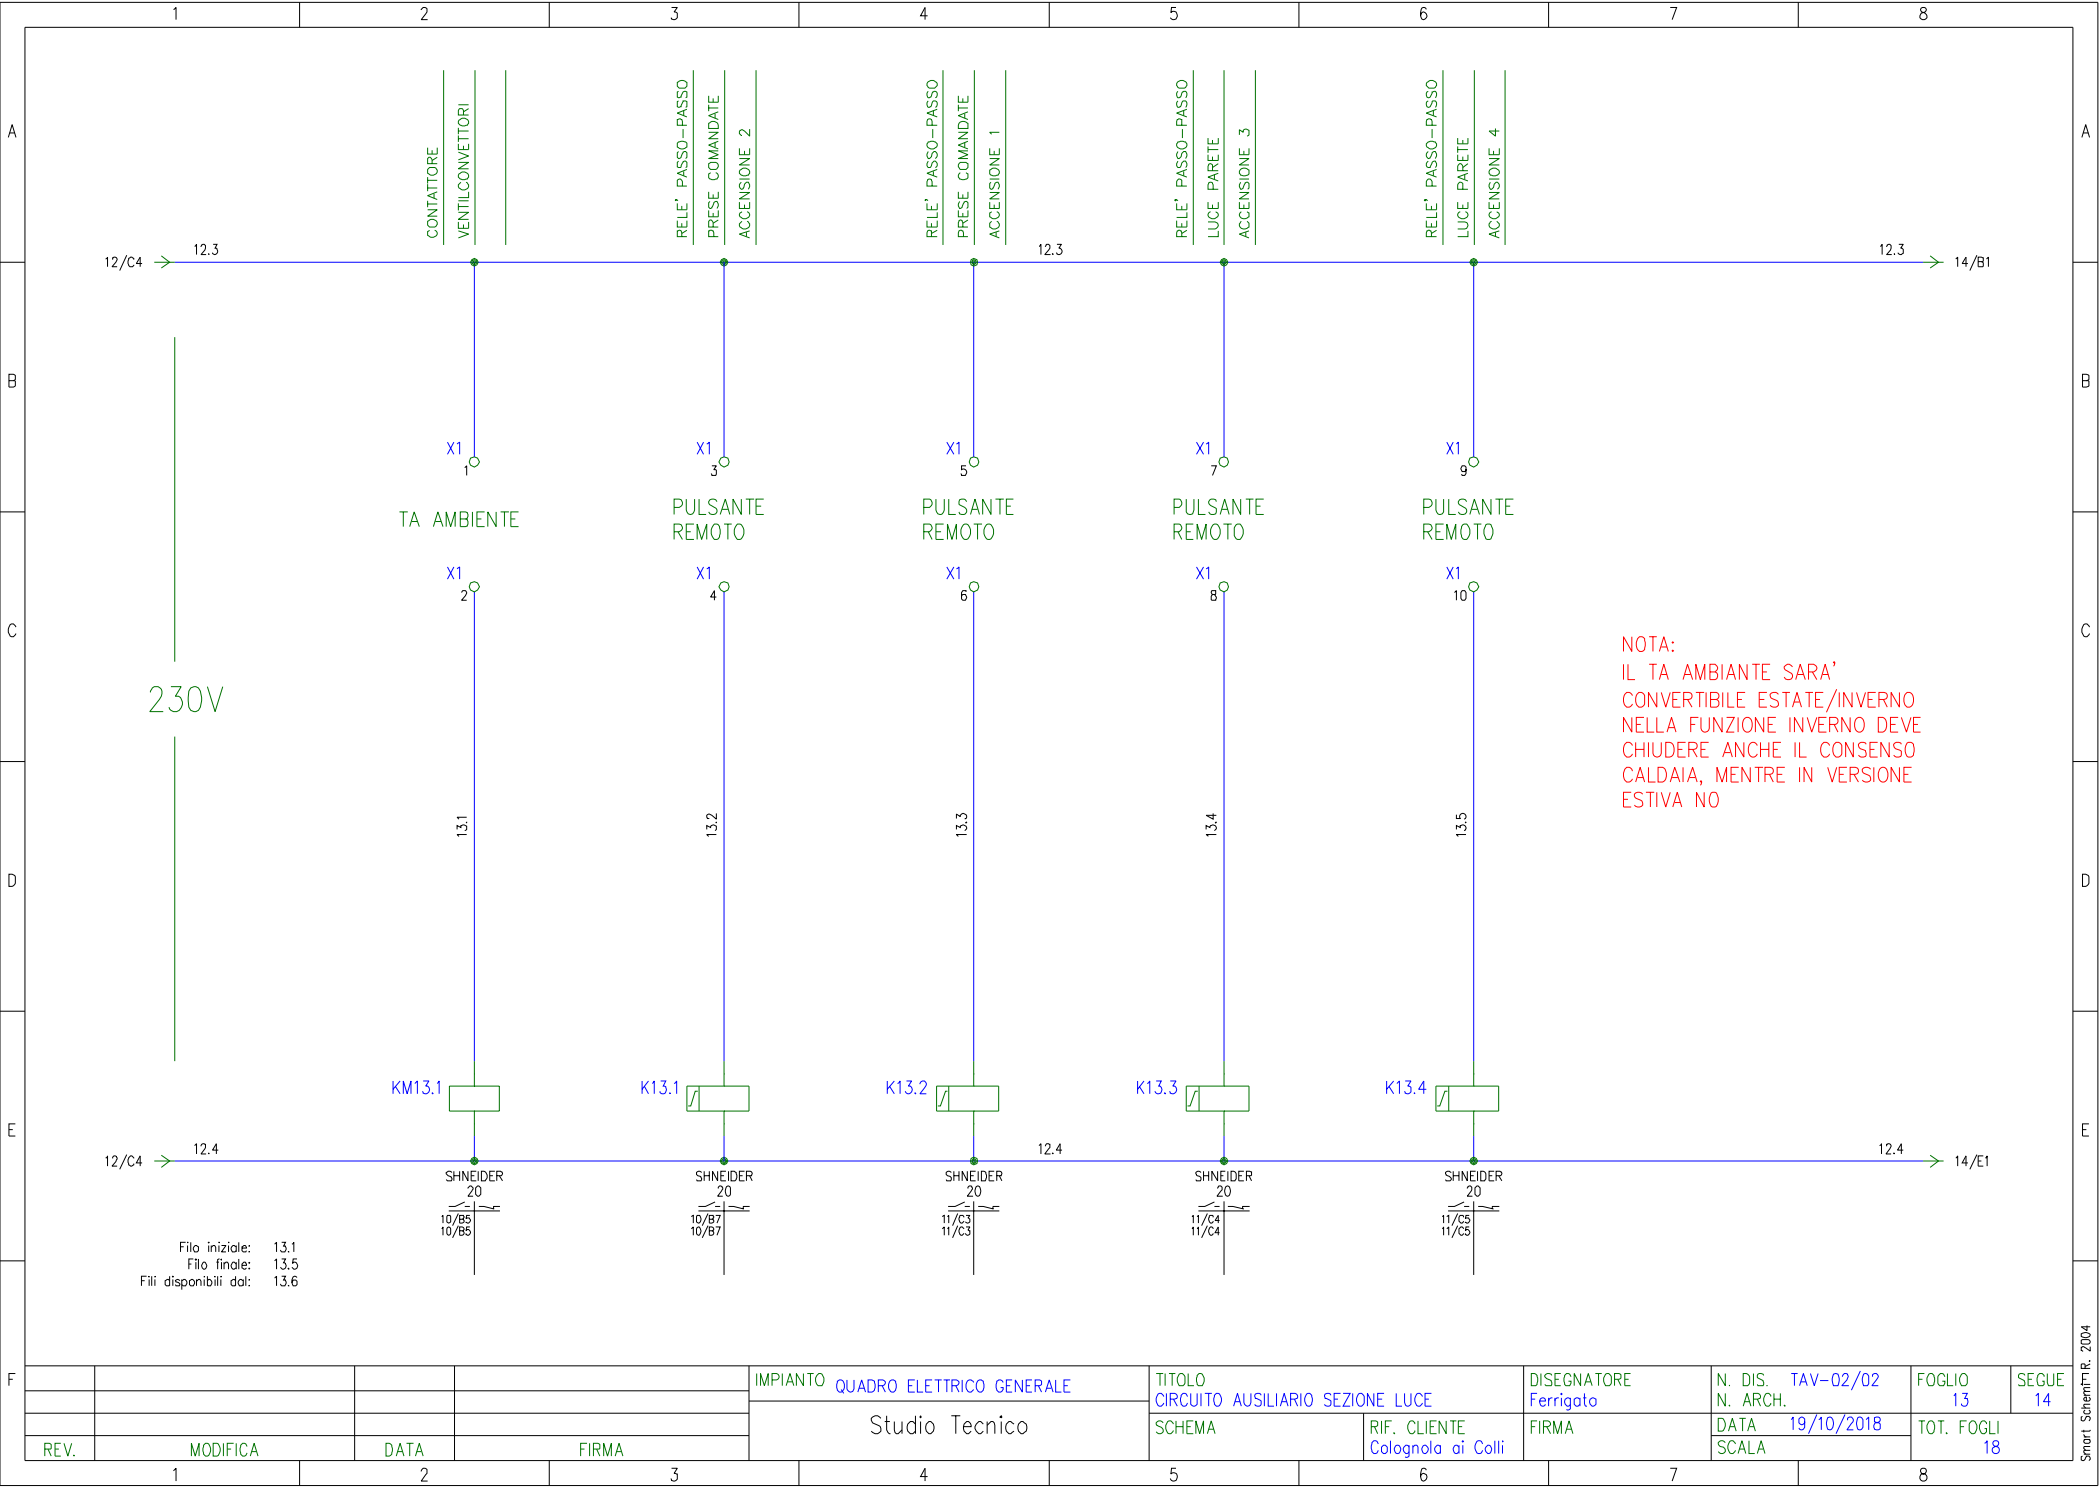 1 2 3 4 5 6 7 8
A A
CONTATTORE
VENTILCONVETTORI
RELE' PASSO-PASSO
PRESE COMANDATE
ACCENSIONE 2
RELE' PASSO-PASSO
PRESE COMANDATE
ACCENSIONE 1
RELE' PASSO-PASSO
LUCE PARETE
ACCENSIONE 3
RELE' PASSO-PASSO
LUCE PARETE
ACCENSIONE 4
12/C4 12.3 12.3 12.3 14/B1
B B
X1 X1 X1 X1 X1
1 3 5 7 9
TA AMBIENTE
PULSANTE
REMOTO
PULSANTE
REMOTO
PULSANTE
REMOTO
PULSANTE
REMOTO
X1 X1 X1 X1 X1
2 4 6 8 10
C C
230V
NOTA:
IL TA AMBIANTE SARA'
CONVERTIBILE ESTATE/INVERNO
NELLA FUNZIONE INVERNO DEVE
CHIUDERE ANCHE IL CONSENSO
CALDAIA, MENTRE IN VERSIONE
ESTIVA NO
13.1 13.2 13.3 13.4 13.5
D D
KM13.1 K13.1 K13.2 K13.3 K13.4
E E
12/C4 12.4 12.4 12.4 14/E1
SHNEIDER SHNEIDER SHNEIDER SHNEIDER SHNEIDER
20 20 20 20 20
10/B5 10/B7 11/C3 11/C4 11/C5
10/B5 10/B7 11/C3 11/C4 11/C5
Filo iniziale: 13.1
Filo finale: 13.5
Fili disponibili dal: 13.6
F F
IMPIANTO QUADRO ELETTRICO GENERALE
Studio Tecnico
TITOLO
CIRCUITO AUSILIARIO SEZIONE LUCE
SCHEMA
RIF. CLIENTE
Colognola ai Colli
DISEGNATORE
Ferrigato
FIRMA
N. DIS. TAV-02/02
N. ARCH.
DATA 19/10/2018
SCALA
FOGLIO
13
SEGUE
14
TOT. FOGLI
18
REV. MODIFICA DATA FIRMA
1 2 3 4 5 6 7 8
R. 2004